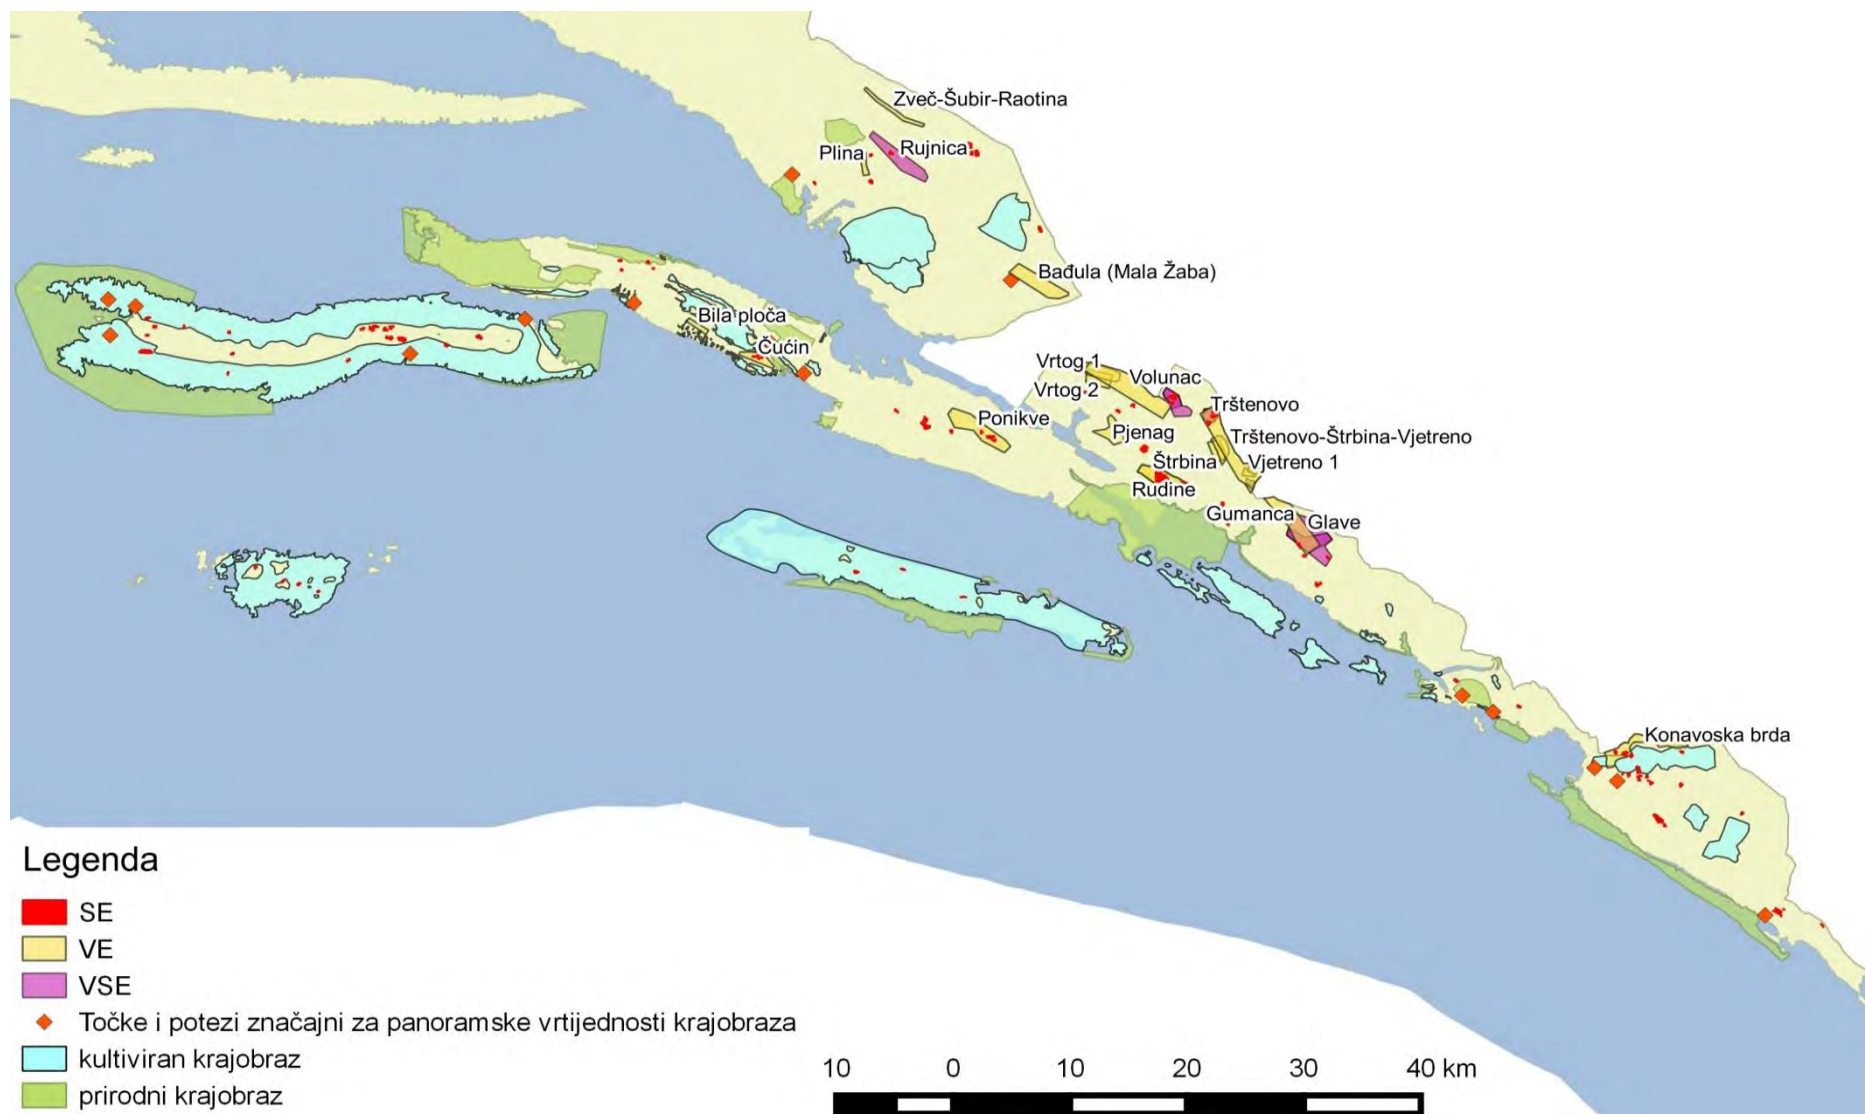 Zveč-Šubir-Raotina
Plina
Rujnica
Bađula (Mala Žaba)
Bila ploča
Čućin
Vrtog 1
Vrtog 2
Volunac
Trštenovo
Ponikve
Pjenag
Trštenovo-Štrbina-Vjetreno
Štrbina
Vjetreno 1
Rudine
Gumanca
Glave
Konavoska brda
Legenda
SE
VE
VSE
Točke i potezi značajni za panoramske vrtijednosti krajobraza
kultiviran krajobraz
prirodni krajobraz
10 0 10 20 30 40 km